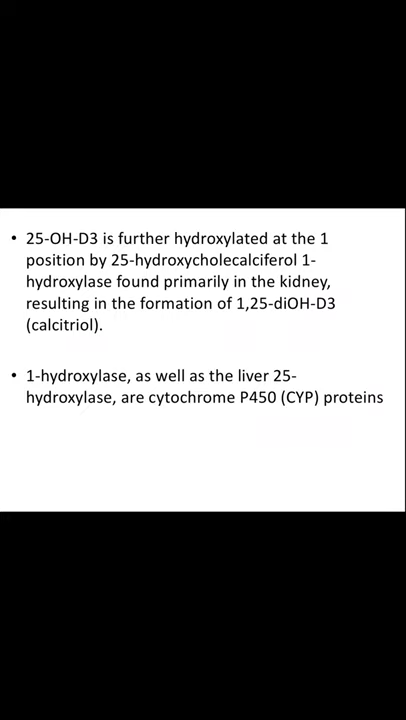 • 25-OH-D3 is further hydroxylated at the 1
position by 25-hydroxycholecalciferol 1-
hydroxylase found primarily in the kidney,
resulting in the formation of 1,25-diOH-D3
(calcitriol).
• 1-hydroxylase, as well as the liver 25-
hydroxylase, are cytochrome P450 (CYP) proteins